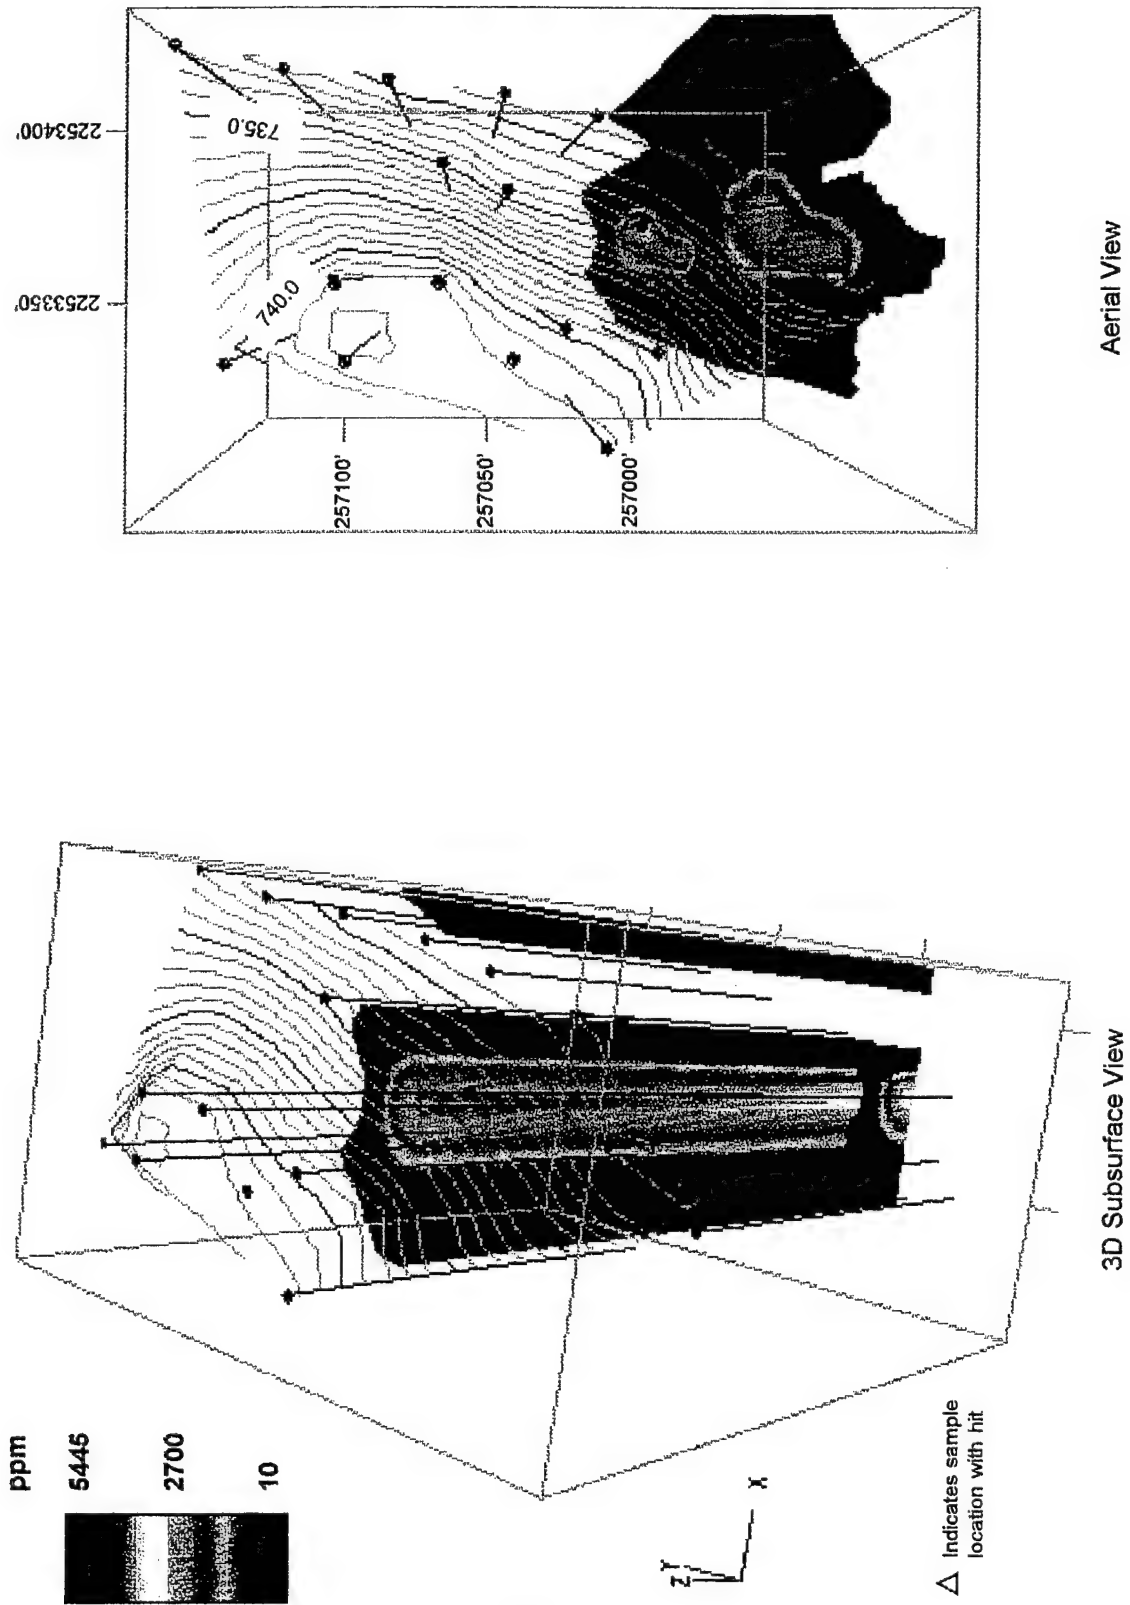 ppm
5445
2700
10
Z
Y
X
△ Indicates sample
location with hit
3D Subsurface View
2253350'
2253400'
740.0
735.0
257100'
257050'
257000'
Aerial View